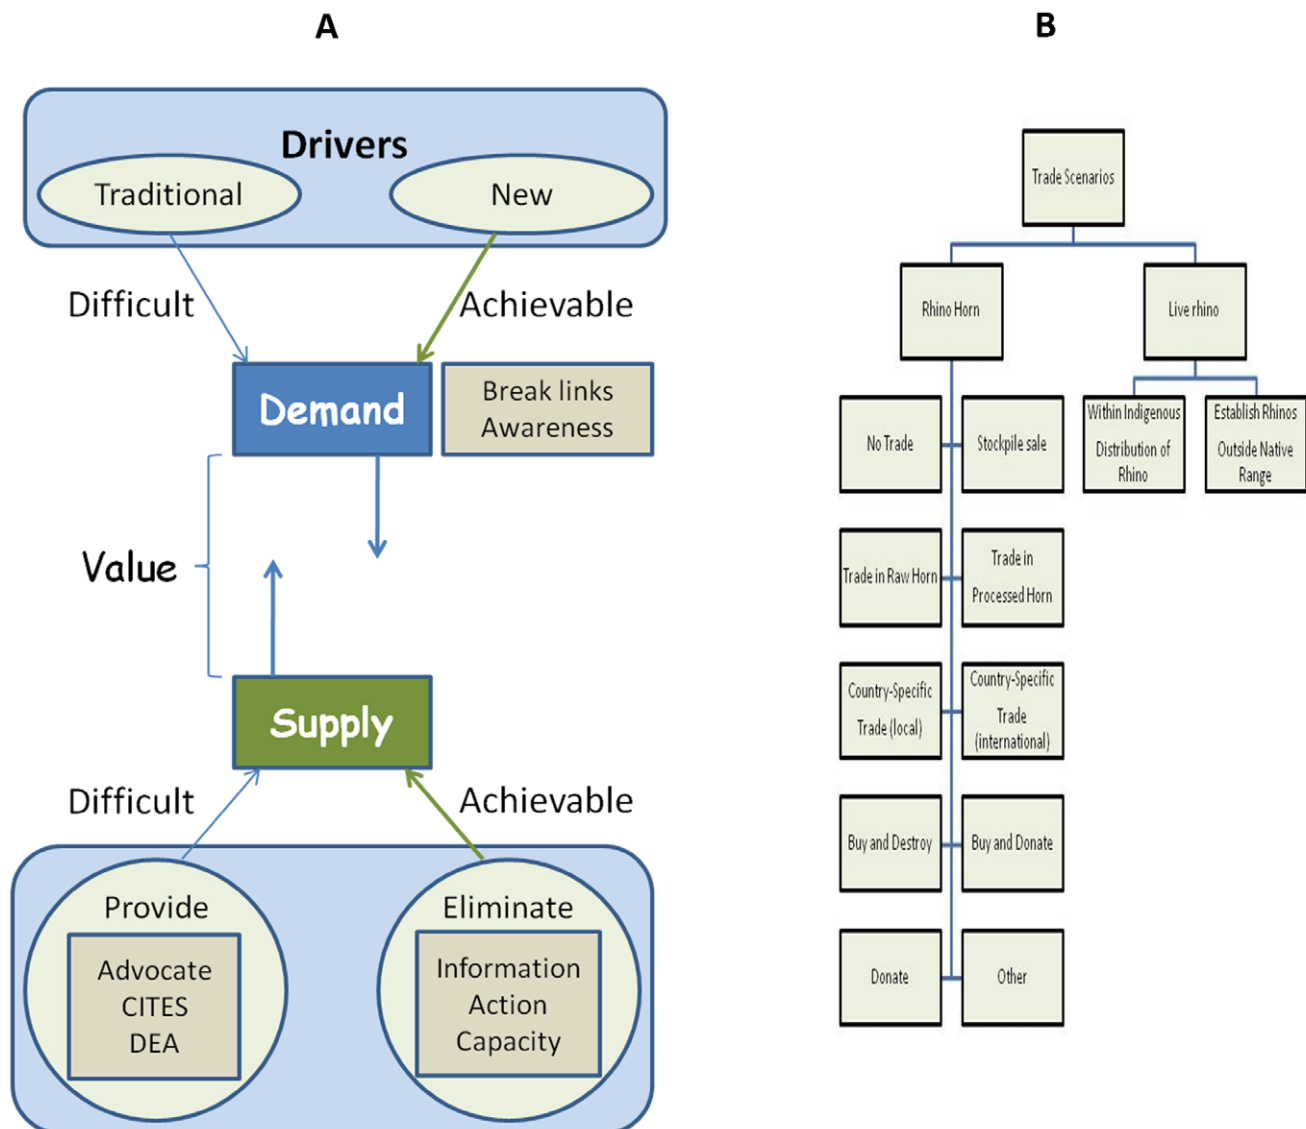 A
Drivers
Traditional
New
Difficult
Achievable
Demand
Break links
Awareness
Value
Supply
Difficult
Achievable
Provide
Advocate
CITES
DEA
Eliminate
Information
Action
Capacity
B
Trade Scenarios
Rhino Horn
Live rhino
No Trade
Stockpile sale
Within Indigenous
Distribution of
Rhino
Establish Rhinos
Outside Native
Range
Trade in Raw Horn
Trade in
Processed Horn
Country-Specific
Trade (local)
Country-Specific
Trade
(international)
Buy and Destroy
Buy and Donate
Donate
Other